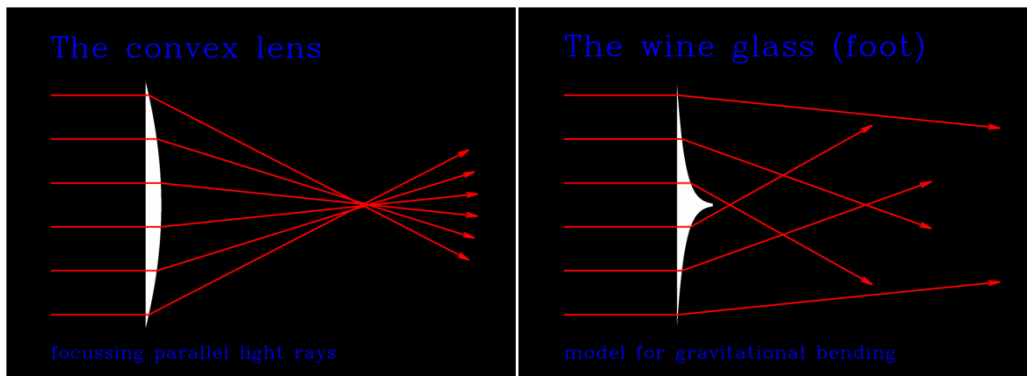 The convex lens
focussing parallel light rays
The wine glass (foot)
model for gravitational bending